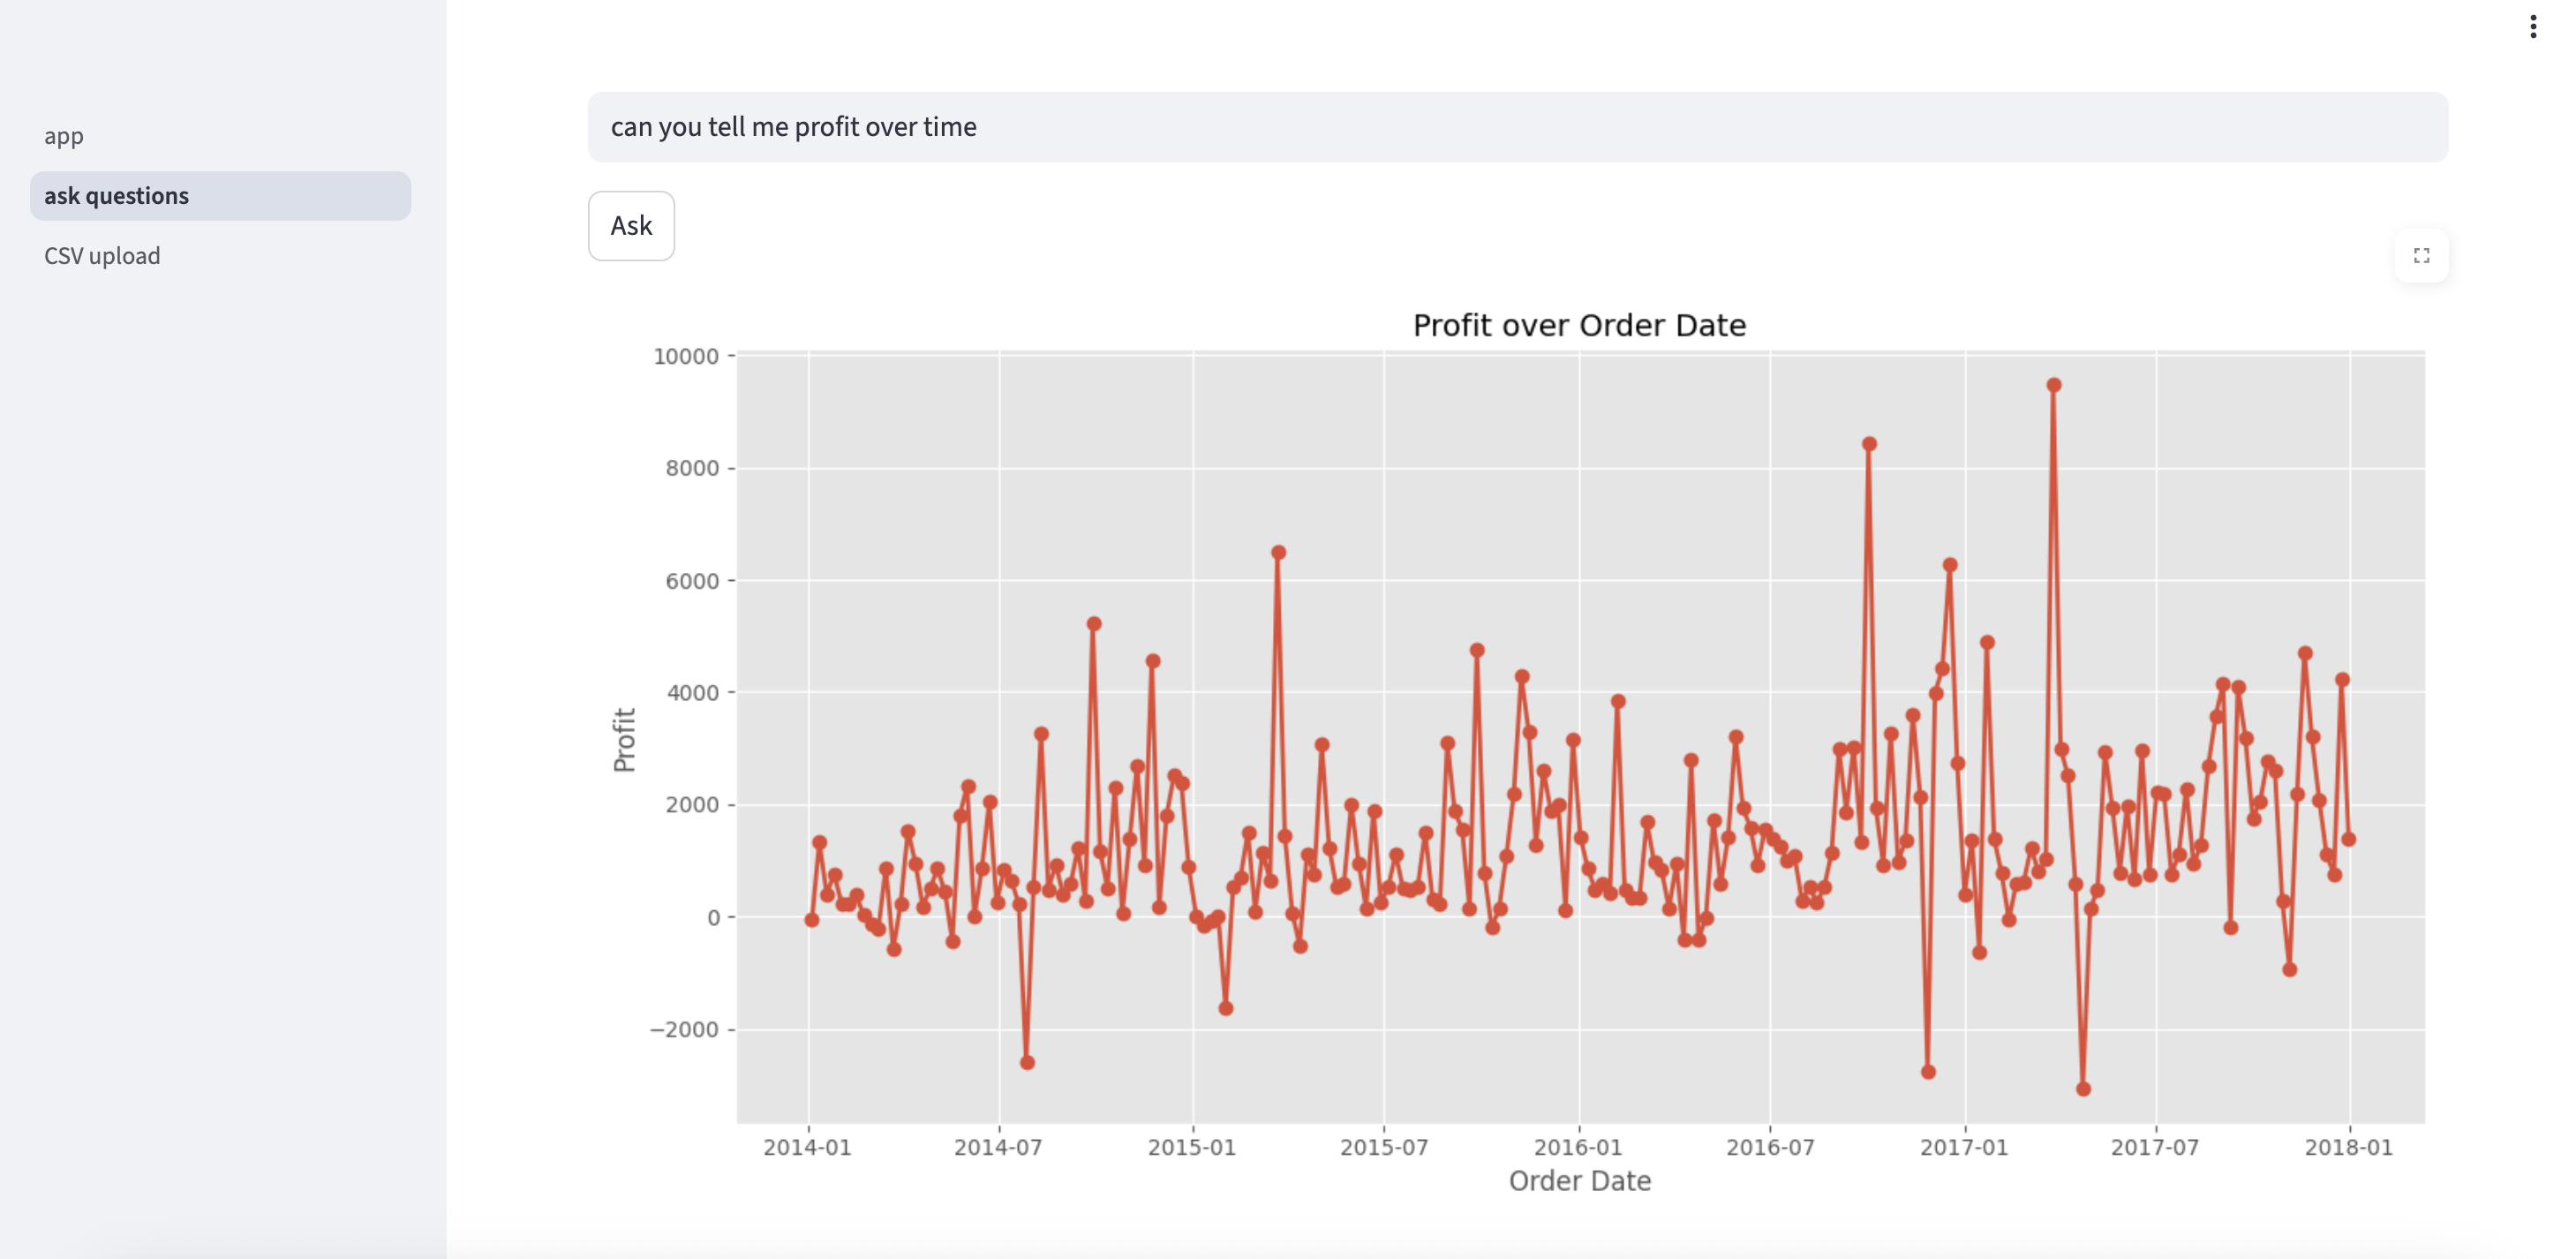 app
ask questions
CSV upload
can you tell me profit over time
Ask
Profit over Order Date
10000
8000
6000
4000
2000
0
−2000
Profit
2014-01
2014-07
2015-01
2015-07
2016-01
2016-07
2017-01
2017-07
2018-01
Order Date